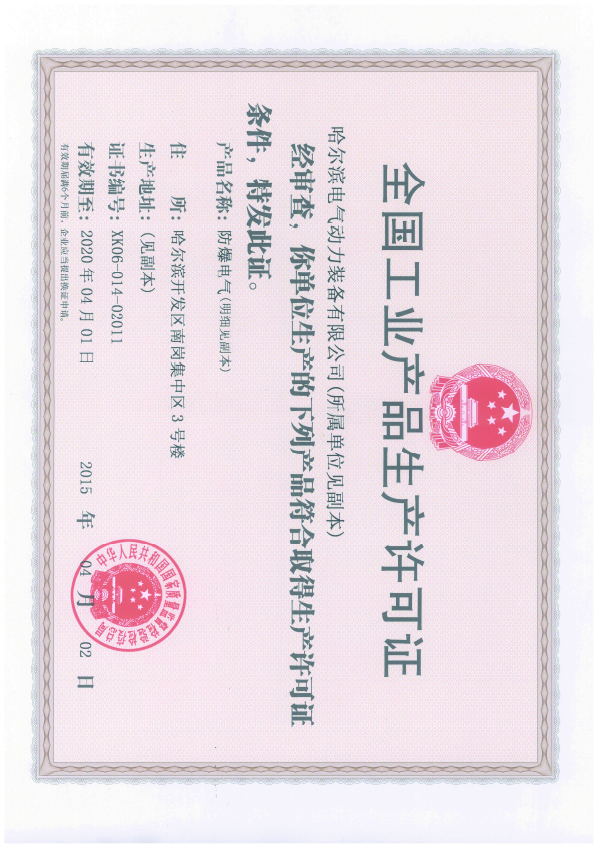 全国工业产品生产许可证
哈尔滨电气动力装备有限公司(所属单位见副本)
经审查，你单位生产的下列产品符合取得生产许可证
条件，特发此证。
产品名称：防爆电气(明细见副本)
住 所：哈尔滨开发区南岗集中区3号楼
生产地址：(见副本)
证书编号：XK06-014-02011
有效期至：2020年04月01日
2015 年 04 月 02 日
有效期届满6个月前，企业应当提出换证申请。
中华人民共和国国家质量监督检验检疫总局